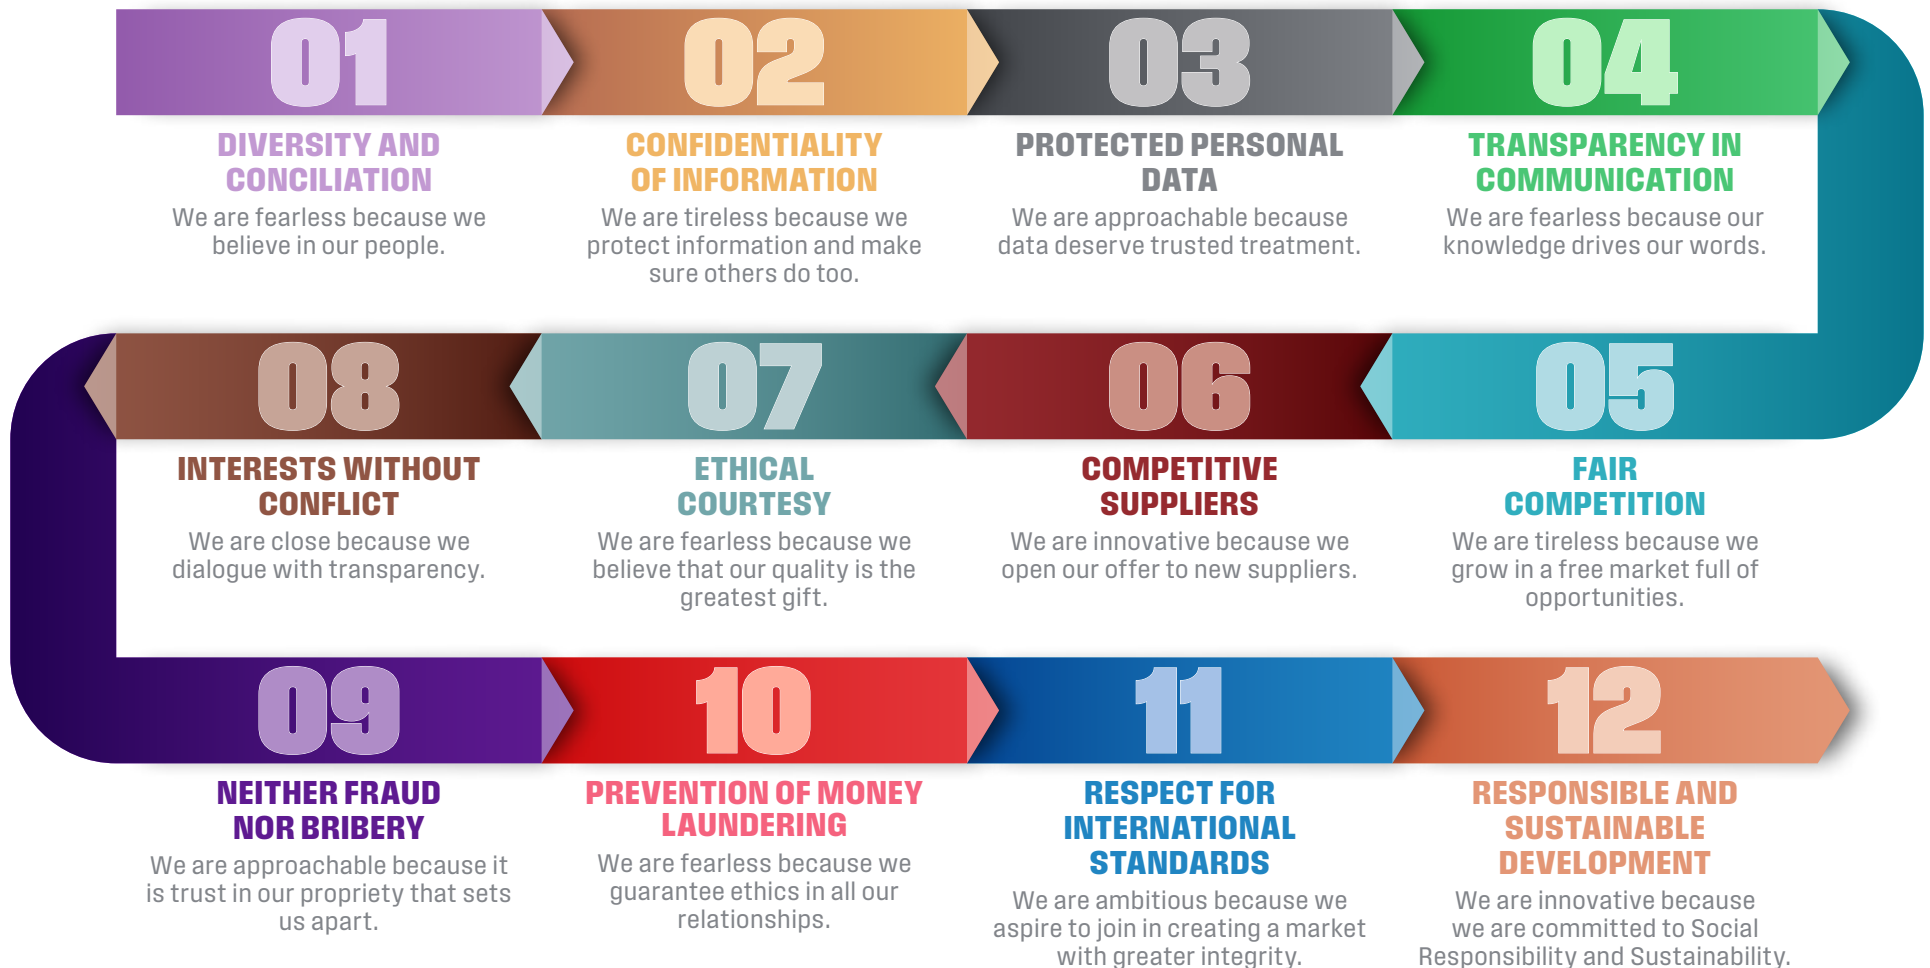 01
DIVERSITY AND
CONCILIATION
We are fearless because we
believe in our people.
02
CONFIDENTIALITY
OF INFORMATION
We are tireless because we
protect information and make
sure others do too.
03
PROTECTED PERSONAL
DATA
We are approachable because
data deserve trusted treatment.
04
TRANSPARENCY IN
COMMUNICATION
We are fearless because our
knowledge drives our words.
05
FAIR
COMPETITION
We are tireless because we
grow in a free market full of
opportunities.
06
COMPETITIVE
SUPPLIERS
We are innovative because we
open our offer to new suppliers.
07
ETHICAL
COURTESY
We are fearless because we
believe that our quality is the
greatest gift.
08
INTERESTS WITHOUT
CONFLICT
We are close because we
dialogue with transparency.
09
NEITHER FRAUD
NOR BRIBERY
We are approachable because it
is trust in our propriety that sets
us apart.
10
PREVENTION OF MONEY
LAUNDERING
We are fearless because we
guarantee ethics in all our
relationships.
11
RESPECT FOR
INTERNATIONAL
STANDARDS
We are ambitious because we
aspire to join in creating a market
with greater integrity.
12
RESPONSIBLE AND
SUSTAINABLE
DEVELOPMENT
We are innovative because
we are committed to Social
Responsibility and Sustainability.